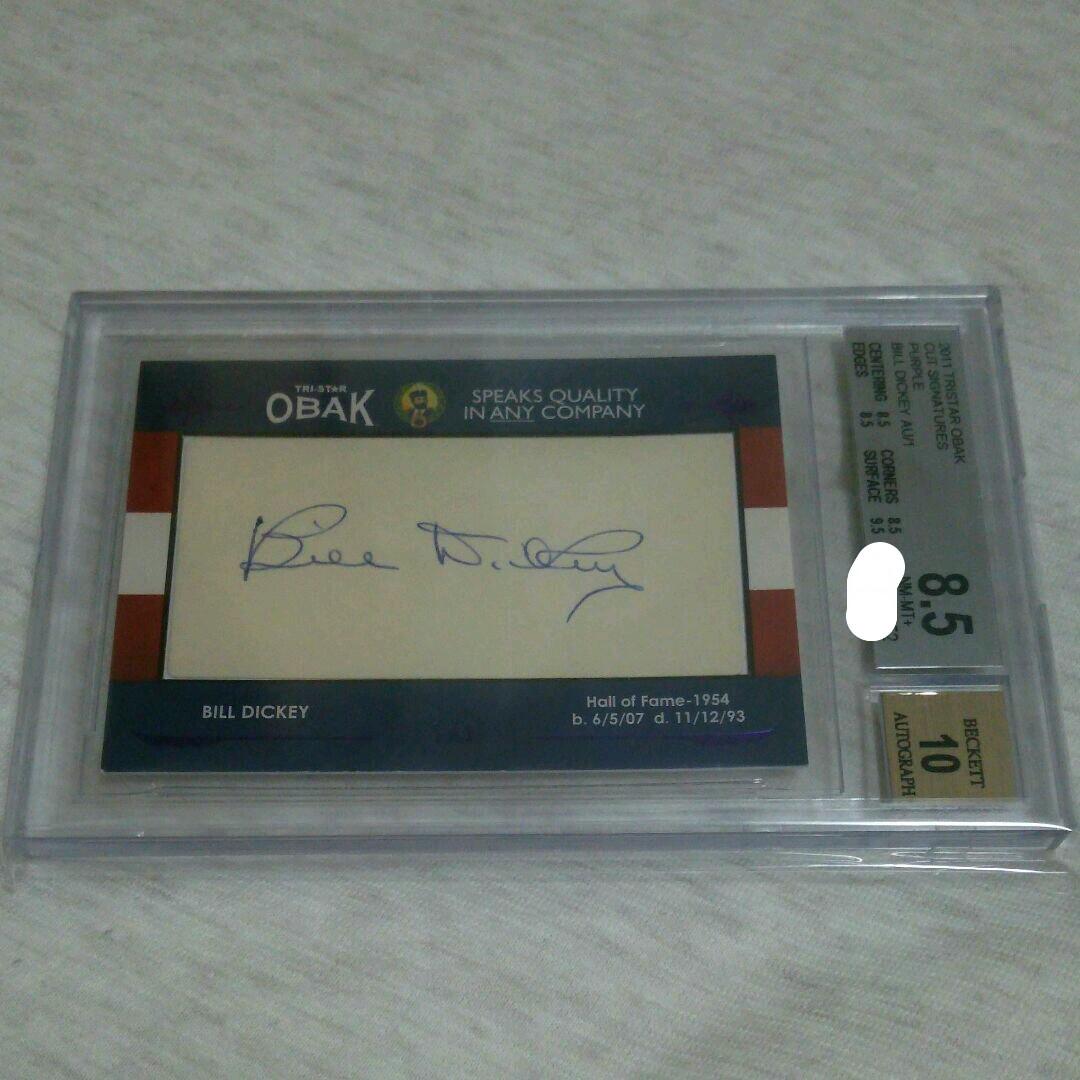 TRI★STAR
OBAK
SPEAKS QUALITY
IN ANY COMPANY
Bill Dickey
BILL DICKEY
Hall of Fame-1954
b. 6/5/07 d. 11/12/93
2011 TRISTAR OBAK
CUT SIGNATURES
PURPLE
BILL DICKEY AU/1
CENTERING 8.5 CORNERS 8.5
EDGES 8.5 SURFACE 9.5
8.5
NM-MT+
BECKETT
10
AUTOGRAPH